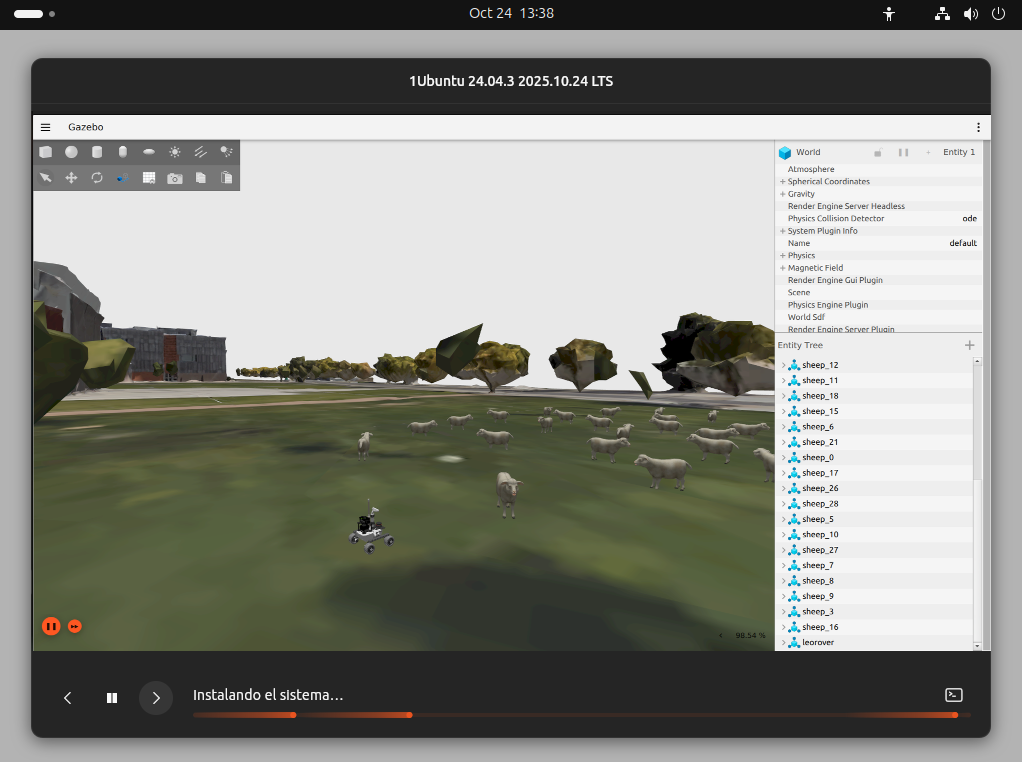 Oct 24 13:38
1Ubuntu 24.04.3 2025.10.24 LTS
Gazebo
World
Entity 1
Atmosphere
Spherical Coordinates
Gravity
Render Engine Server Headless
Physics Collision Detector ode
System Plugin Info
Name default
Physics
Magnetic Field
Render Engine Gui Plugin
Scene
Physics Engine Plugin
World Sdf
Render Engine Server Plugin
Entity Tree
sheep_12
sheep_11
sheep_18
sheep_15
sheep_6
sheep_21
sheep_0
sheep_17
sheep_26
sheep_28
sheep_5
sheep_10
sheep_27
sheep_7
sheep_8
sheep_9
sheep_3
sheep_16
leorover
98.54 %
Instalando el sistema…